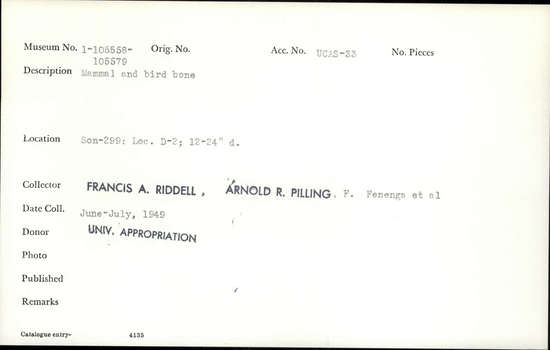 Museum No. 1-105558- Orig. No. Acc. No. UCAS-33 No. Pieces
105579
Description Mammal and bird bone
Location Son-299: Loc. D-2; 12-24" d.
Collector FRANCIS A. RIDDELL, ARNOLD R. PILLING. F. Fenenga et al
Date Coll. June-July, 1949
Donor UNIV. APPROPRIATION
Photo
Published
Remarks
Catalogue entry- 4135